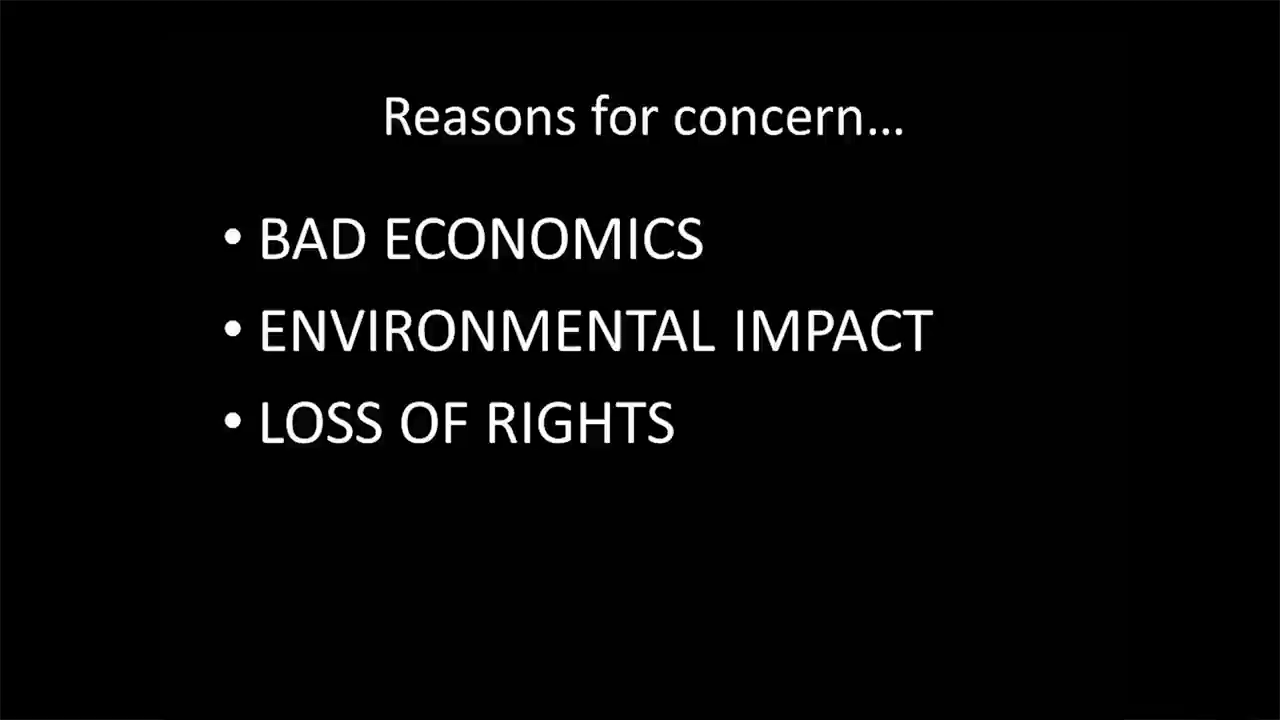 Reasons for concern...
• BAD ECONOMICS
• ENVIRONMENTAL IMPACT
• LOSS OF RIGHTS